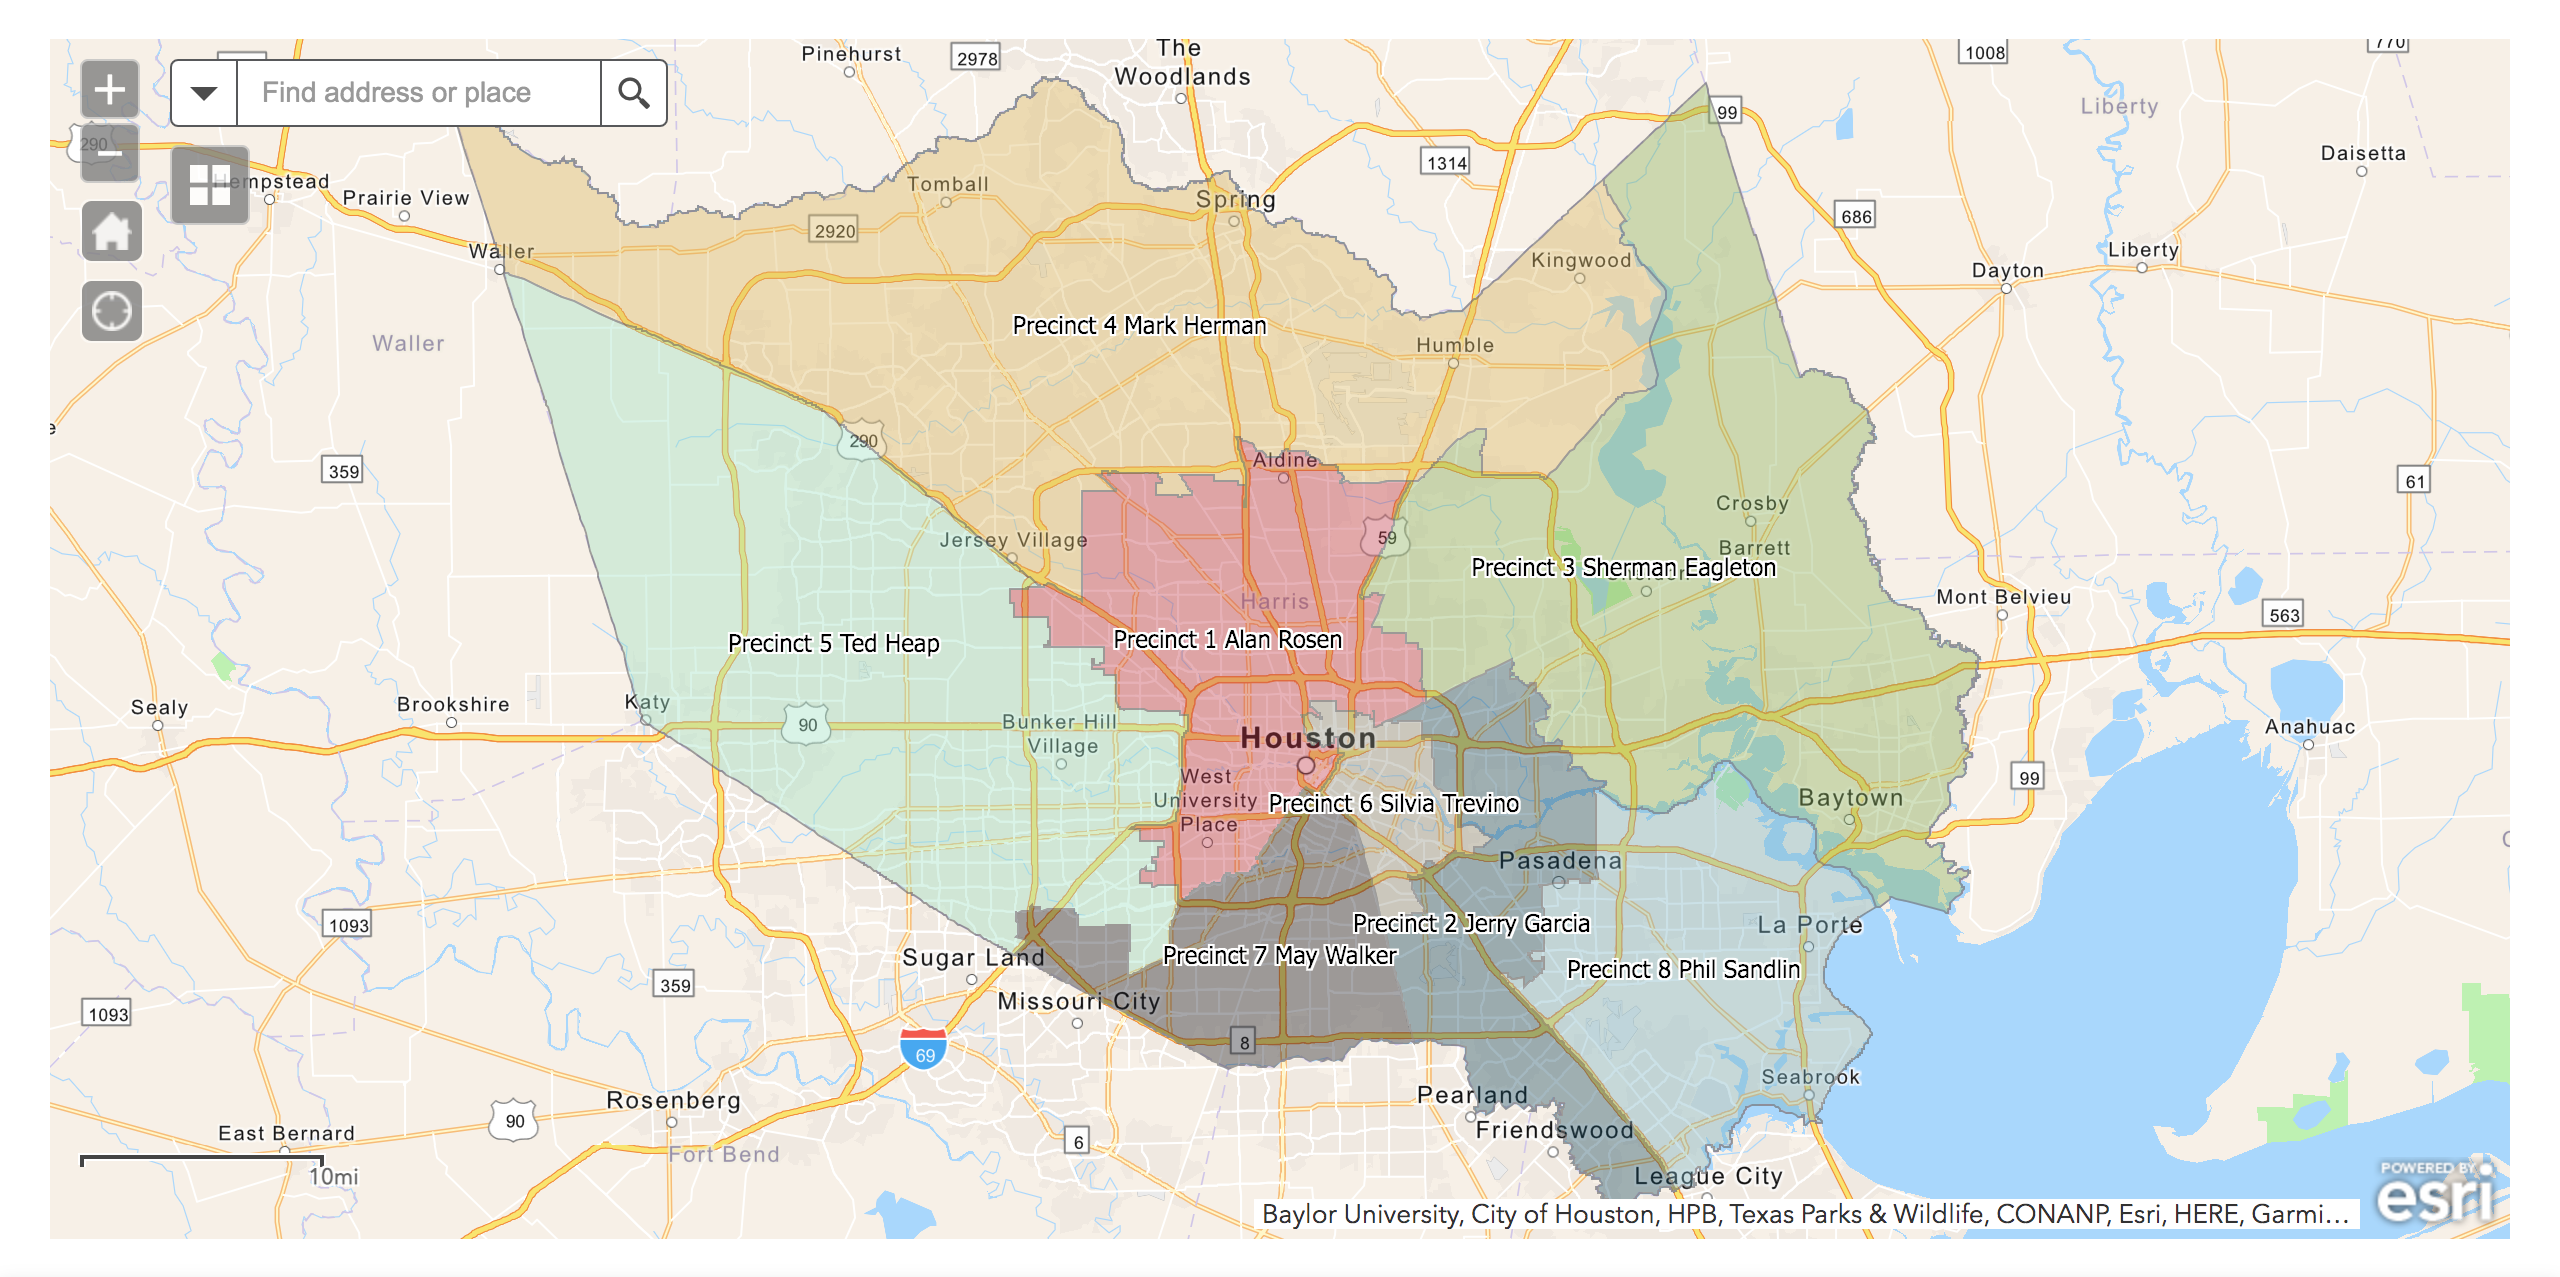 Pinehurst
2978
The
Woodlands
1008
770
Find address or place
290
99
Liberty
1314
Daisetta
Hempstead
Prairie View
Tomball
Spring
2920
686
Waller
Kingwood
Liberty
Dayton
Precinct 4 Mark Herman
Waller
Humble
290
359
Aldine
61
Crosby
59
Jersey Village
Barrett
Precinct 3 Sherman Eagleton
Harris
Mont Belvieu
563
Precinct 5 Ted Heap
Precinct 1 Alan Rosen
Katy
Sealy
Brookshire
90
Bunker Hill
Village
Houston
Anahuac
West
University
Place
99
Precinct 6 Silvia Trevino
Baytown
Pasadena
1093
Precinct 2 Jerry Garcia
La Porte
Sugar Land
Precinct 7 May Walker
Precinct 8 Phil Sandlin
359
Missouri City
1093
8
69
Seabrook
Rosenberg
Pearland
90
East Bernard
6
Friendswood
Fort Bend
10mi
League City
POWERED BY
esri
Baylor University, City of Houston, HPB, Texas Parks & Wildlife, CONANP, Esri, HERE, Garmi...